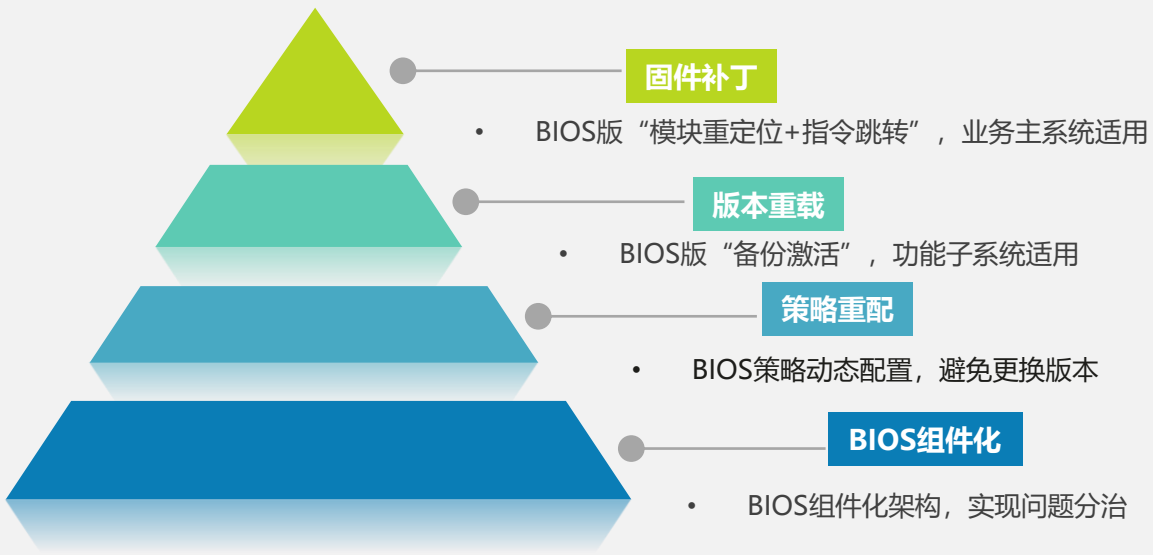 固件补丁
• BIOS版“模块重定位+指令跳转”，业务主系统适用
版本重载
• BIOS版“备份激活”，功能子系统适用
策略重配
• BIOS策略动态配置，避免更换版本
BIOS组件化
• BIOS组件化架构，实现问题分治